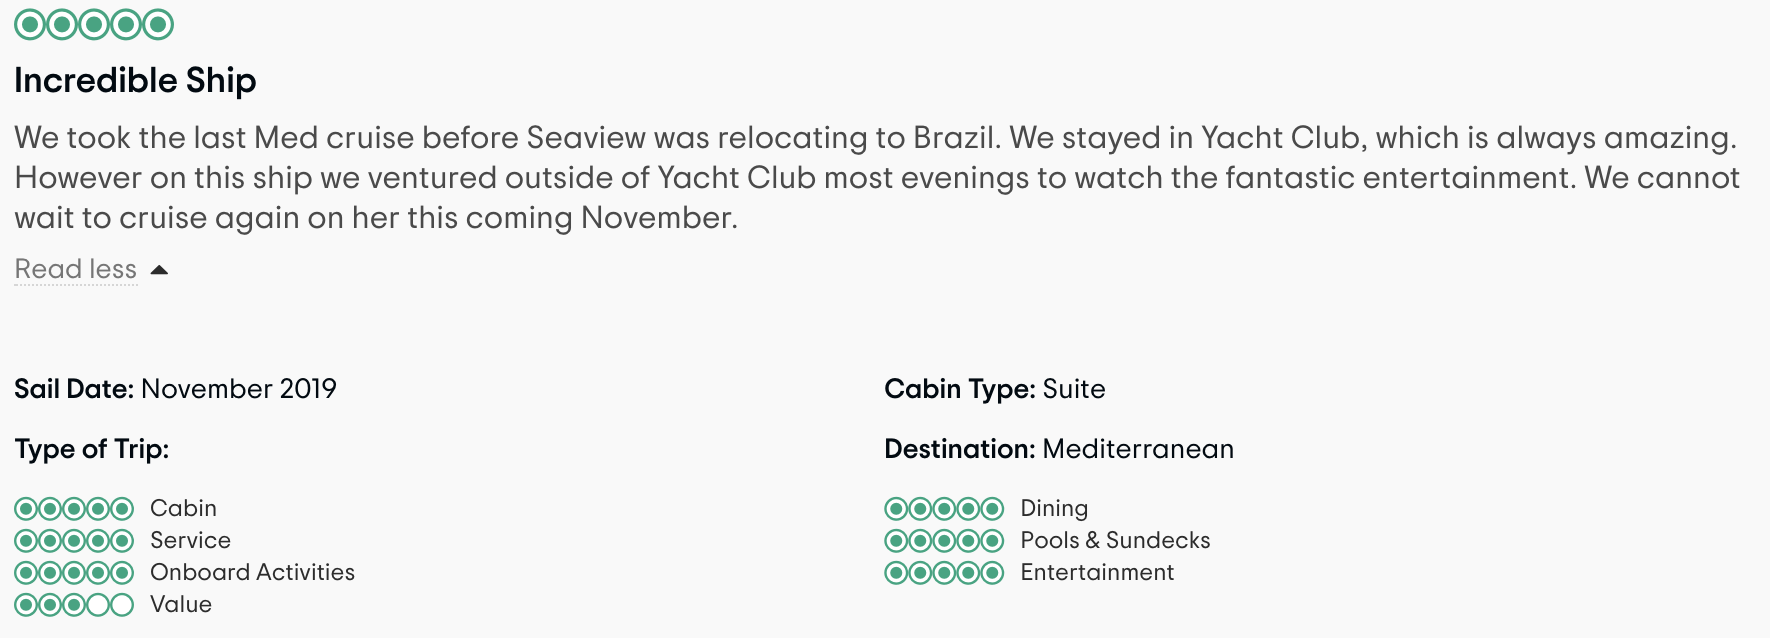 Incredible Ship
We took the last Med cruise before Seaview was relocating to Brazil. We stayed in Yacht Club, which is always amazing.
However on this ship we ventured outside of Yacht Club most evenings to watch the fantastic entertainment. We cannot
wait to cruise again on her this coming November.
Read less
Sail Date: November 2019
Cabin Type: Suite
Type of Trip:
Destination: Mediterranean
Cabin
Dining
Service
Pools & Sundecks
Onboard Activities
Entertainment
Value